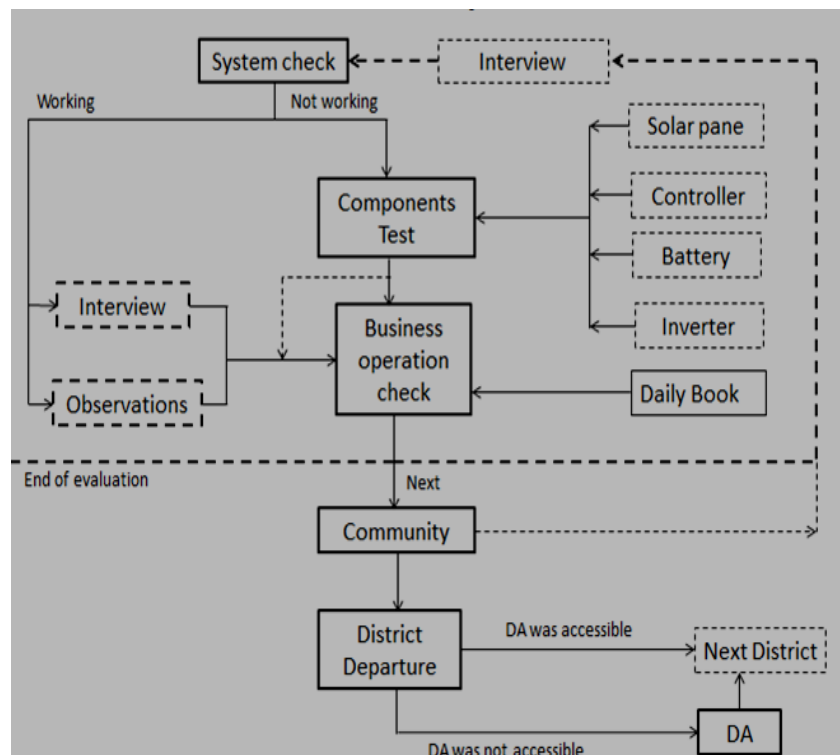 System check
Interview
Working
Not working
Solar pane
Components
Test
Controller
Battery
Interview
Business
operation
check
Inverter
Observations
Daily Book
End of evaluation
Next
Community
District
Departure
DA was accessible
Next District
DA was not accessible
DA